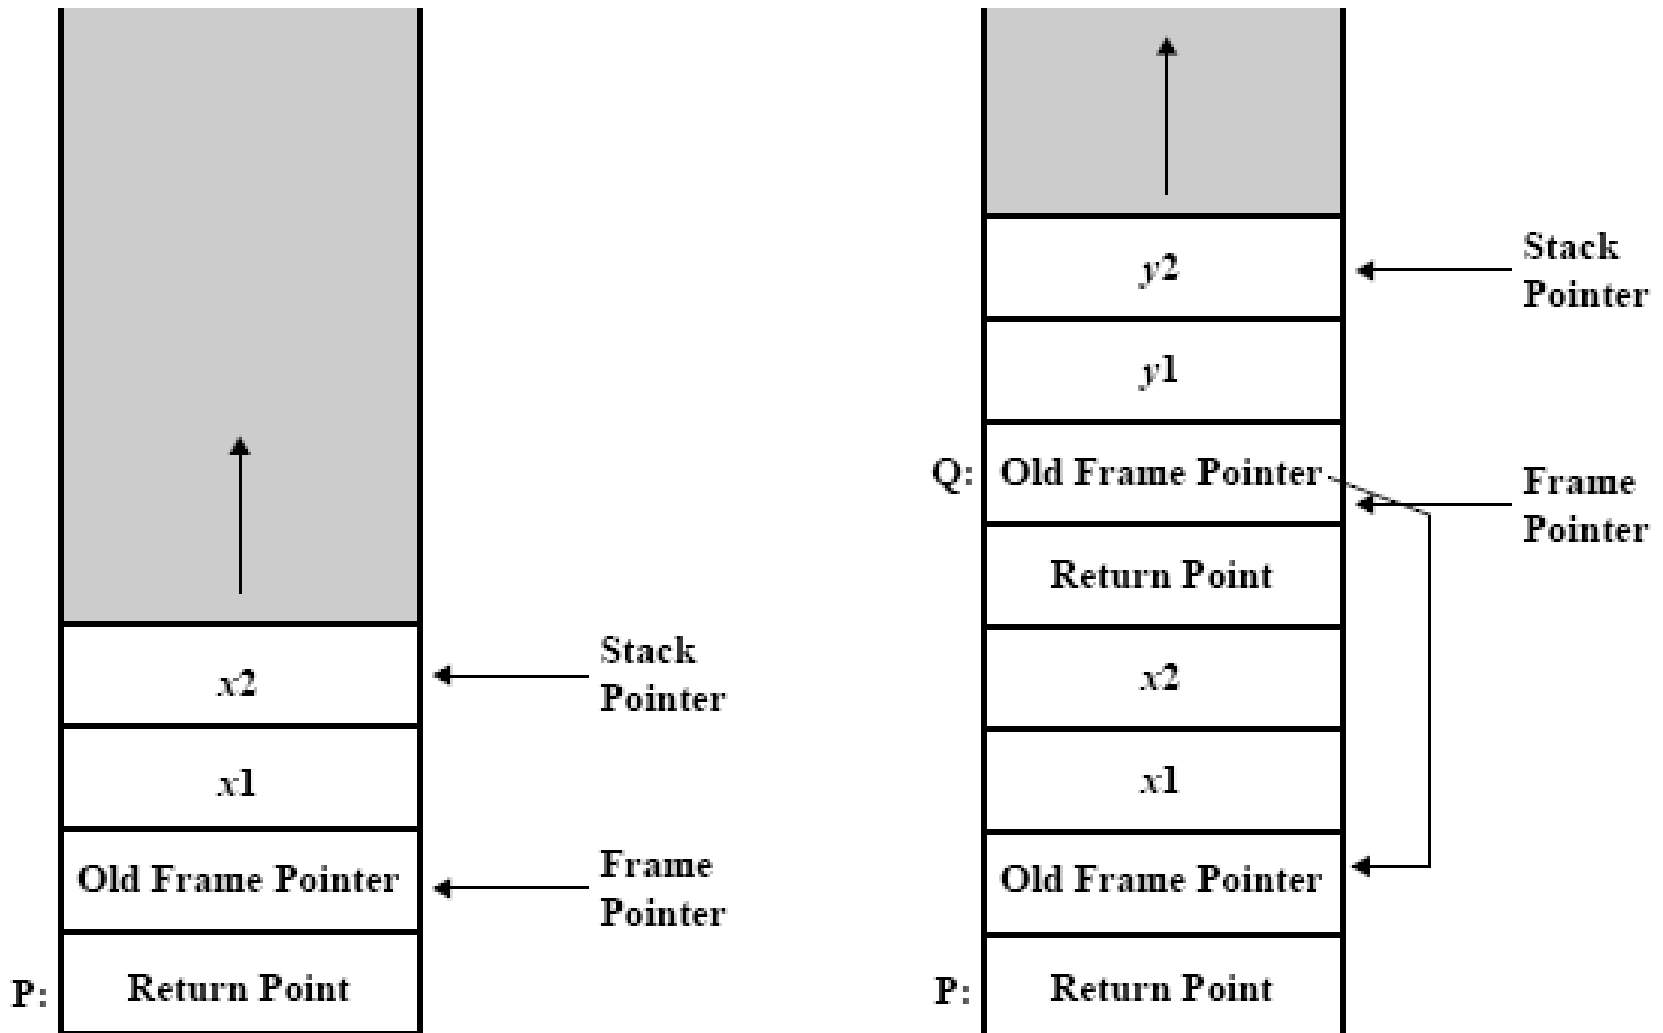 x2
Stack
Pointer
x1
Old Frame Pointer
Frame
Pointer
P:
Return Point
y2
Stack
Pointer
y1
Q:
Old Frame Pointer
Frame
Pointer
Return Point
x2
x1
Old Frame Pointer
P:
Return Point